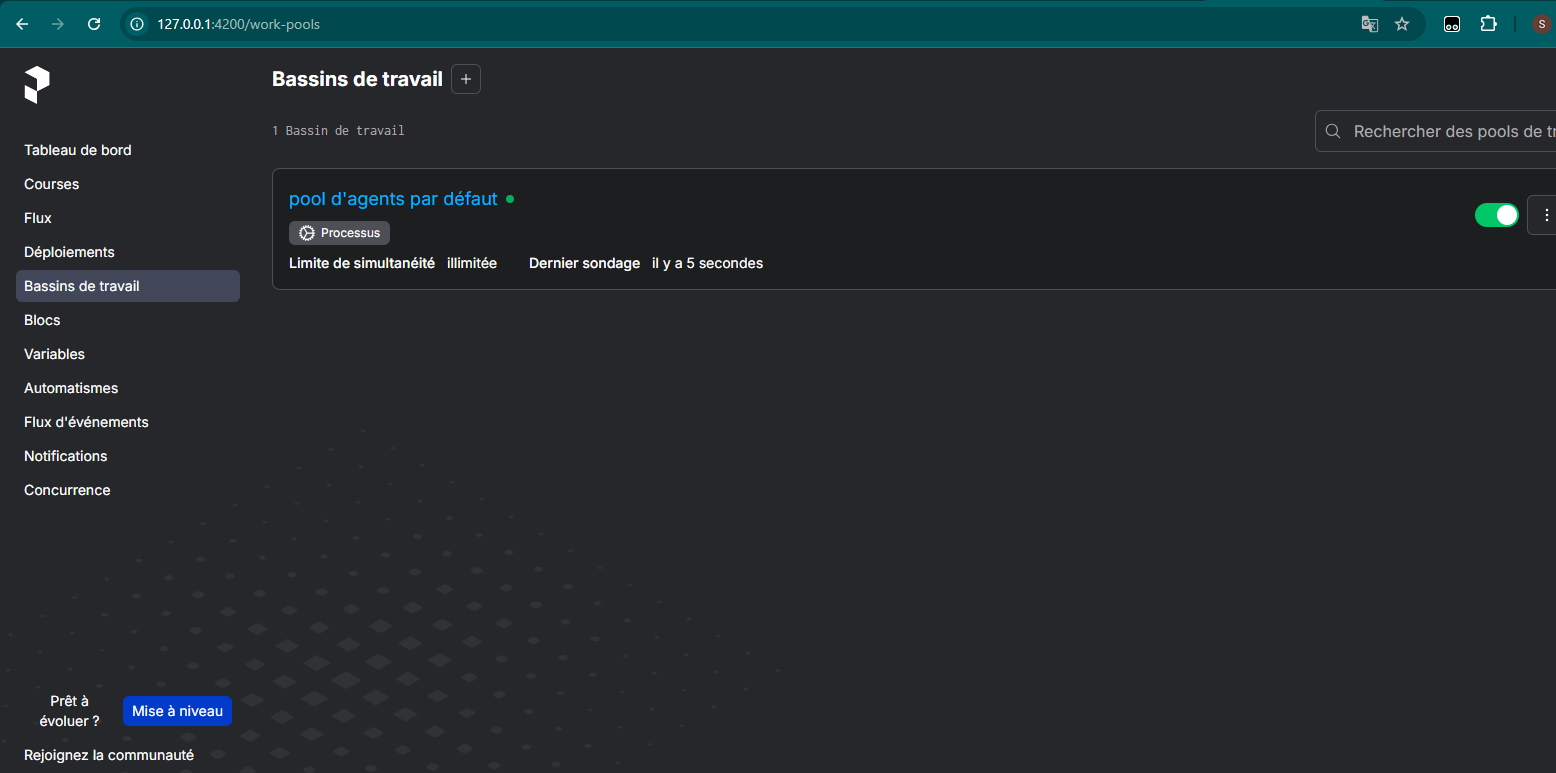 127.0.0.1:4200/work-pools
S
Bassins de travail
1 Bassin de travail
Rechercher des pools de tr
Tableau de bord
Courses
Flux
Déploiements
Bassins de travail
Blocs
Variables
Automatismes
Flux d'événements
Notifications
Concurrence
pool d'agents par défaut
Processus
Limite de simultanéité illimitée Dernier sondage il y a 5 secondes
Prêt à
évoluer ?
Mise à niveau
Rejoignez la communauté